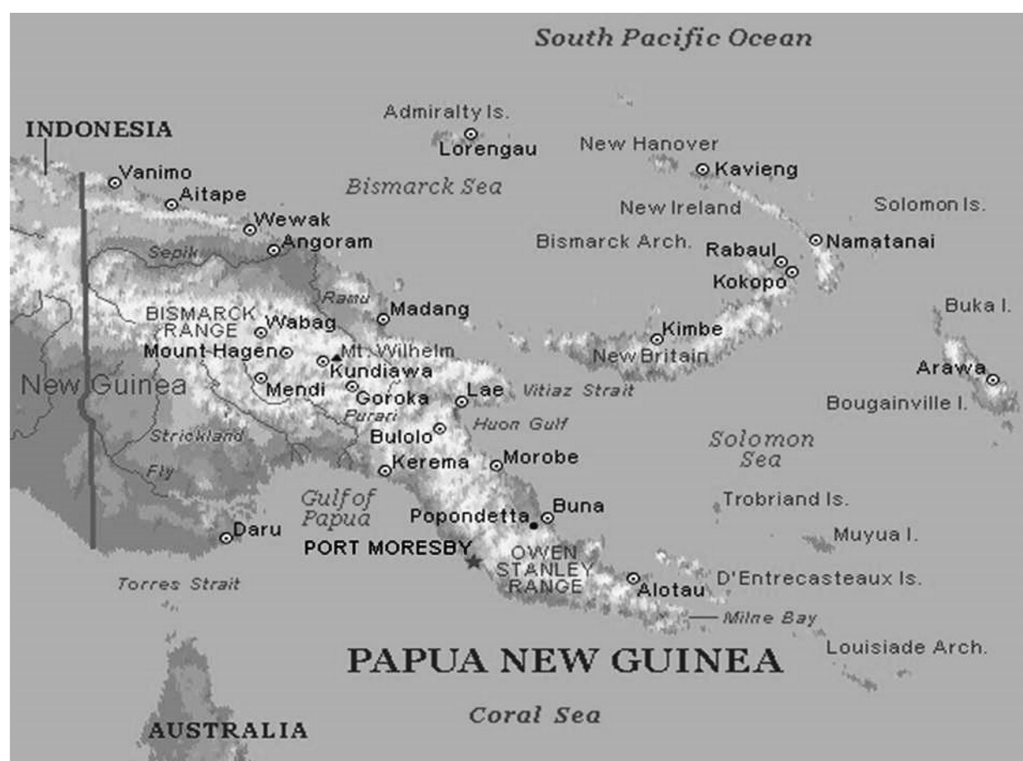 South Pacific Ocean
Admiralty Is.
INDONESIA
Lorengau
New Hanover
Kavieng
Vanimo
Bismarck Sea
Aitape
New Ireland
Solomon Is.
Wewak
Angoram
Bismarck Arch.
Namatanai
Rabaul
Sepik
Kokopo
Ramu
Madang
Buka I.
BISMARCK
RANGE
Wabag
Kimbe
Mount Hagen
Mt. Wilhelm
New Britain
Kundiawa
Arawa
New Guinea
Mendi
Goroka
Lae
Vitiaz Strait
Bougainville I.
Purari
Huon Gulf
Strickland
Bulolo
Solomon
Sea
Fly
Kerema
Morobe
Gulf of
Papua
Trobriand Is.
Buna
Popondetta
Daru
Muyua I.
PORT MORESBY
OWEN
STANLEY
RANGE
D'Entrecasteaux Is.
Torres Strait
Alotau
Milne Bay
Louisiade Arch.
PAPUA NEW GUINEA
Coral Sea
AUSTRALIA